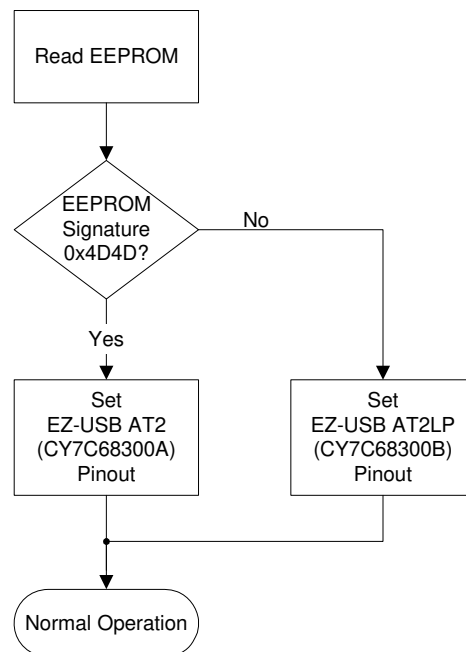 Read EEPROM
EEPROM
Signature
0x4D4D?
No
Yes
Set
EZ-USB AT2
(CY7C68300A)
Pinout
Set
EZ-USB AT2LP
(CY7C68300B)
Pinout
Normal Operation